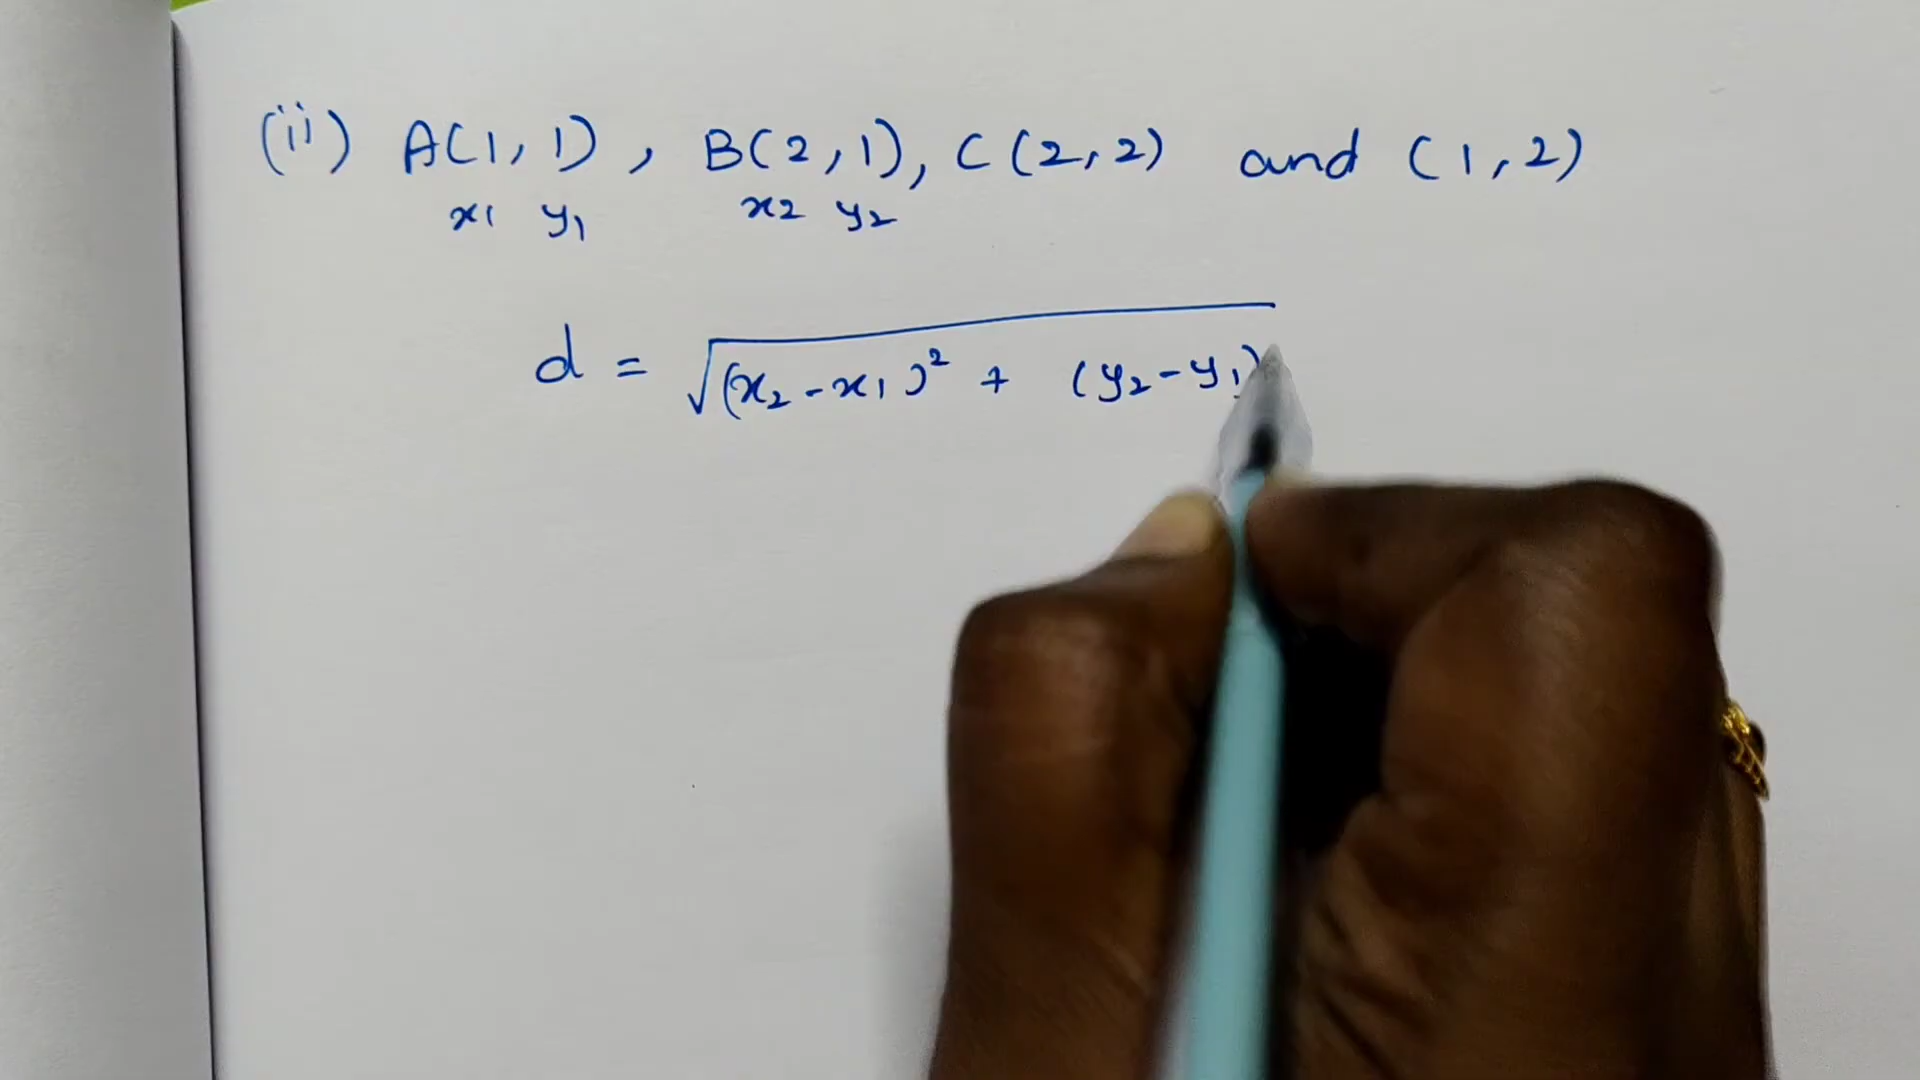 (ii) A(1, 1), B(2, 1), C(2, 2) and (1, 2)
x1 y1 x2 y2
d = √(x2 - x1)² + (y2 - y1)